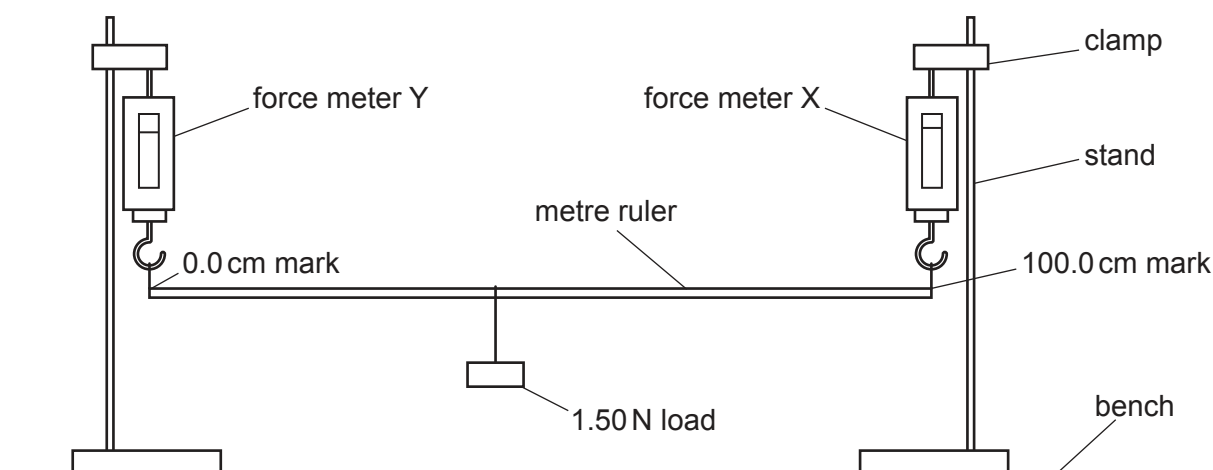 clamp
force meter Y
force meter X
stand
metre ruler
0.0 cm mark
100.0 cm mark
1.50 N load
bench